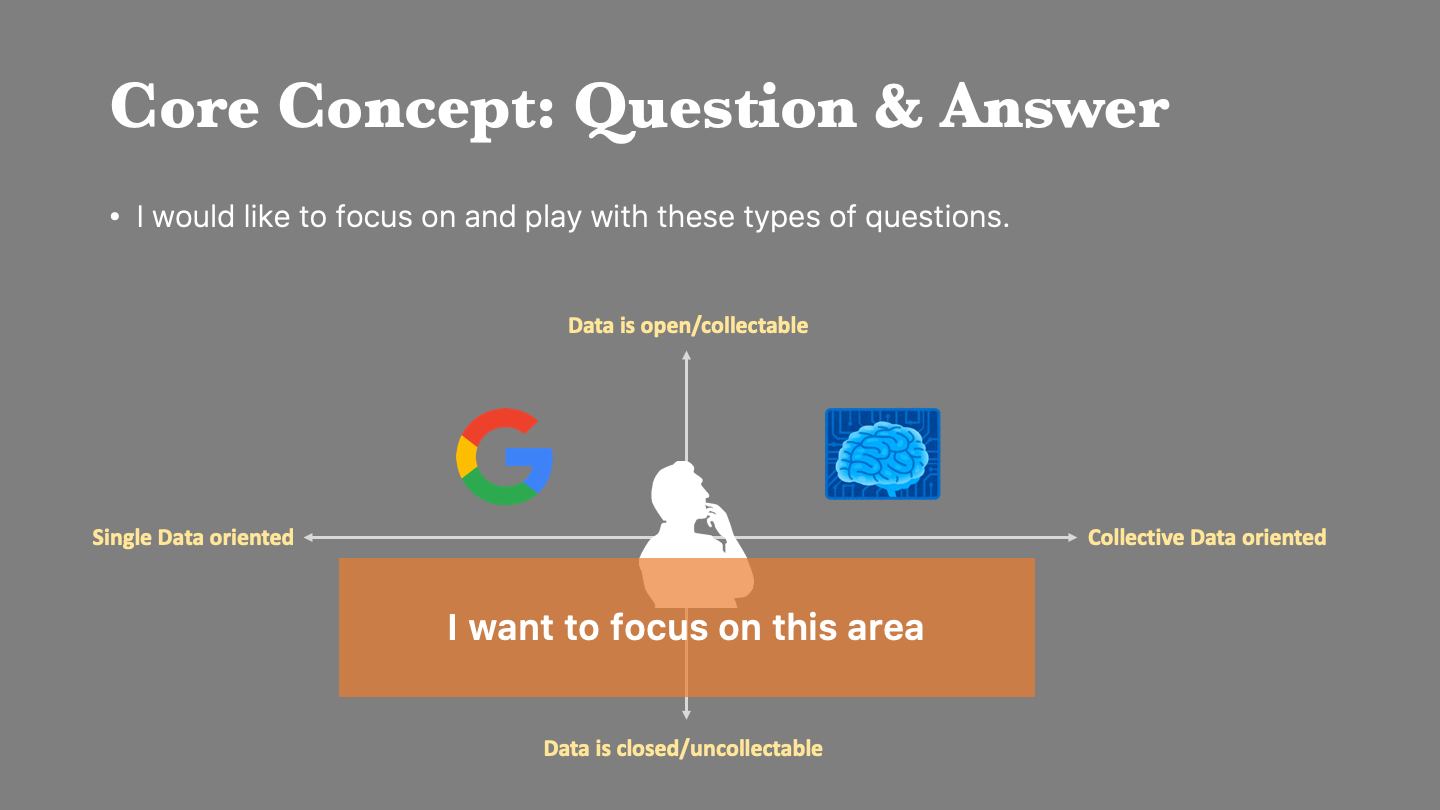 Core Concept: Question & Answer
• I would like to focus on and play with these types of questions.
Data is open/collectable
Single Data oriented
Collective Data oriented
I want to focus on this area
Data is closed/uncollectable